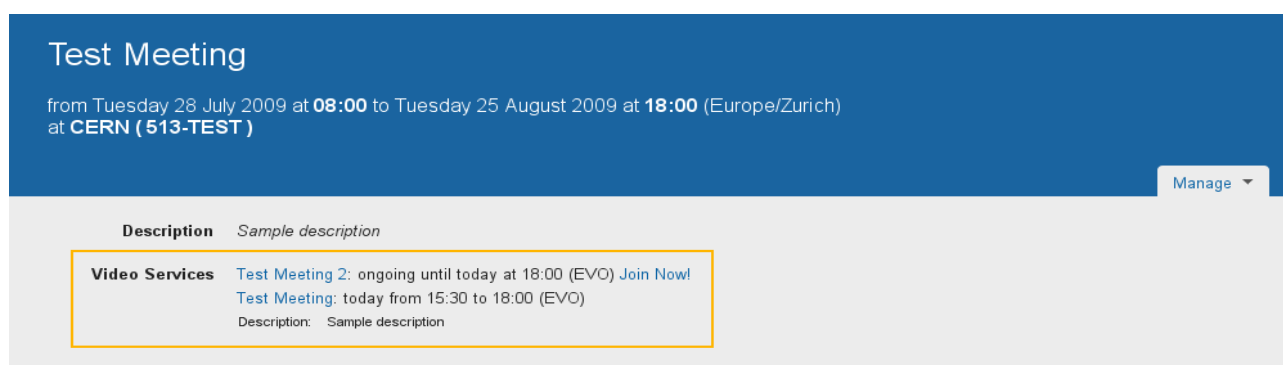 Test Meeting
from Tuesday 28 July 2009 at 08:00 to Tuesday 25 August 2009 at 18:00 (Europe/Zurich)
at CERN ( 513-TEST )
Manage
Description Sample description
Video Services Test Meeting 2: ongoing until today at 18:00 (EVO) Join Now!
Test Meeting: today from 15:30 to 18:00 (EVO)
Description: Sample description